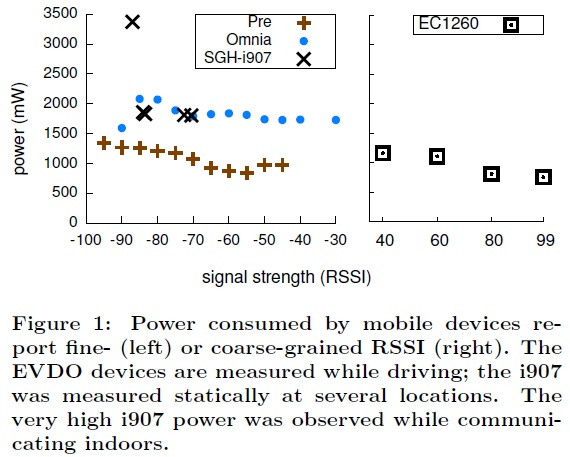 3500
3000
2500
2000
1500
1000
500
0
power (mW)
Pre
Omnia
SGH-i907
EC1260
-100 -90 -80 -70 -60 -50 -40 -30
40 60 80 99
signal strength (RSSI)
Figure 1: Power consumed by mobile devices re-
port fine- (left) or coarse-grained RSSI (right). The
EVDO devices are measured while driving; the i907
was measured statically at several locations. The
very high i907 power was observed while communi-
cating indoors.